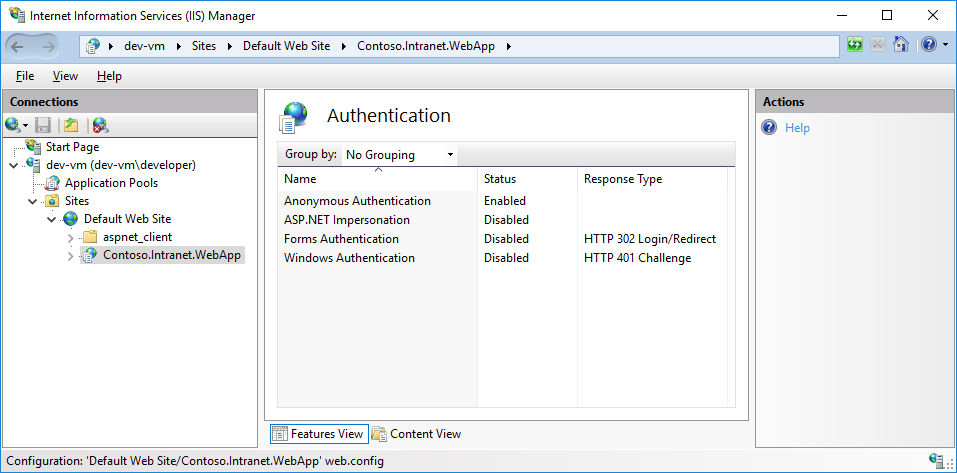 Internet Information Services (IIS) Manager
dev-vm Sites Default Web Site Contoso.Intranet.WebApp
File View Help
Connections
Start Page
dev-vm (dev-vm\developer)
Application Pools
Sites
Default Web Site
aspnet_client
Contoso.Intranet.WebApp
Authentication
Group by: No Grouping
Name Status Response Type
Anonymous Authentication Enabled
ASP.NET Impersonation Disabled
Forms Authentication Disabled HTTP 302 Login/Redirect
Windows Authentication Disabled HTTP 401 Challenge
Features View Content View
Actions
Help
Configuration: 'Default Web Site/Contoso.Intranet.WebApp' web.config